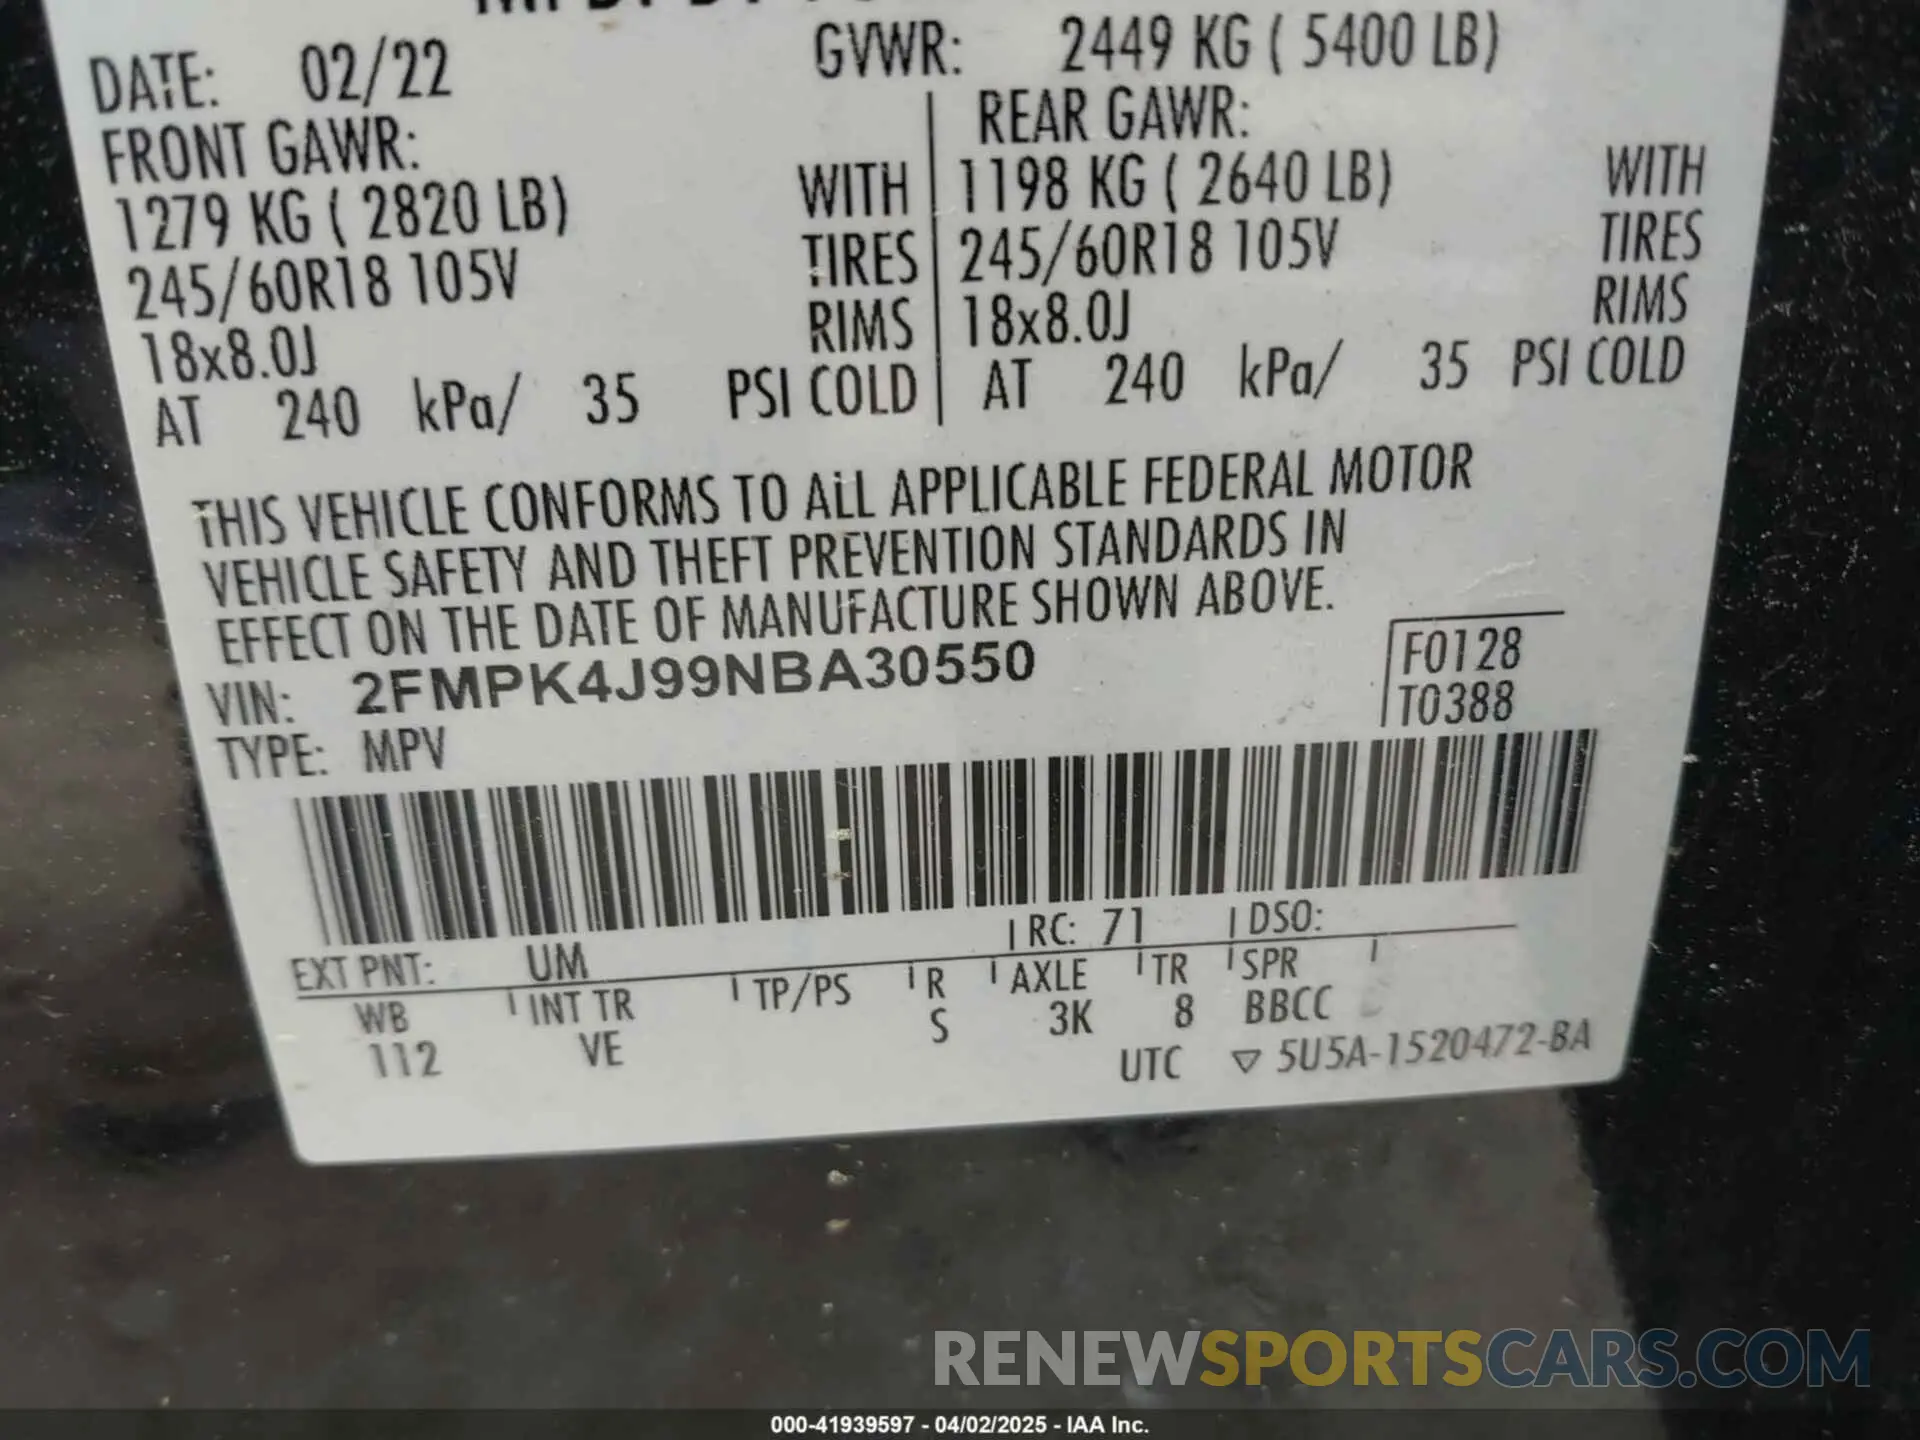 DATE: 02/22 GVWR: 2449 KG ( 5400 LB)
FRONT GAWR: REAR GAWR:
1279 KG ( 2820 LB) WITH 1198 KG ( 2640 LB) WITH
245/60R18 105V TIRES 245/60R18 105V TIRES
18x8.0J RIMS 18x8.0J RIMS
AT 240 kPa/ 35 PSI COLD AT 240 kPa/ 35 PSI COLD
THIS VEHICLE CONFORMS TO ALL APPLICABLE FEDERAL MOTOR
VEHICLE SAFETY AND THEFT PREVENTION STANDARDS IN
EFFECT ON THE DATE OF MANUFACTURE SHOWN ABOVE.
VIN: 2FMPK4J99NBA30550 F0128
TYPE: MPV T0388
EXT PNT: UM RC: 71 DSO:
WB INT TR TP/PS R AXLE TR SPR
112 VE S 3K 8 BBCC
UTC ▽ 5U5A-1520472-BA
RENEWSPORTSCARS.COM
000-41939597 - 04/02/2025 - IAA Inc.